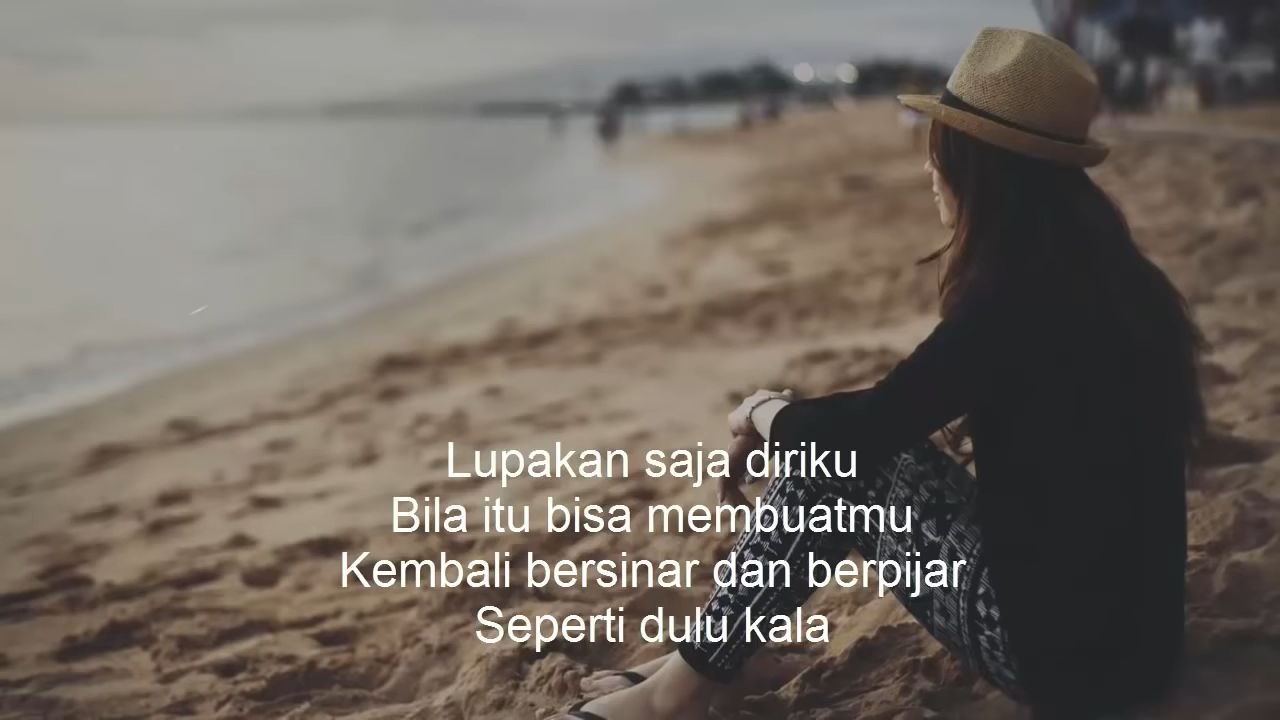 Lupakan saja diriku
Bila itu bisa membuatmu
Kembali bersinar dan berpijar
Seperti dulu kala